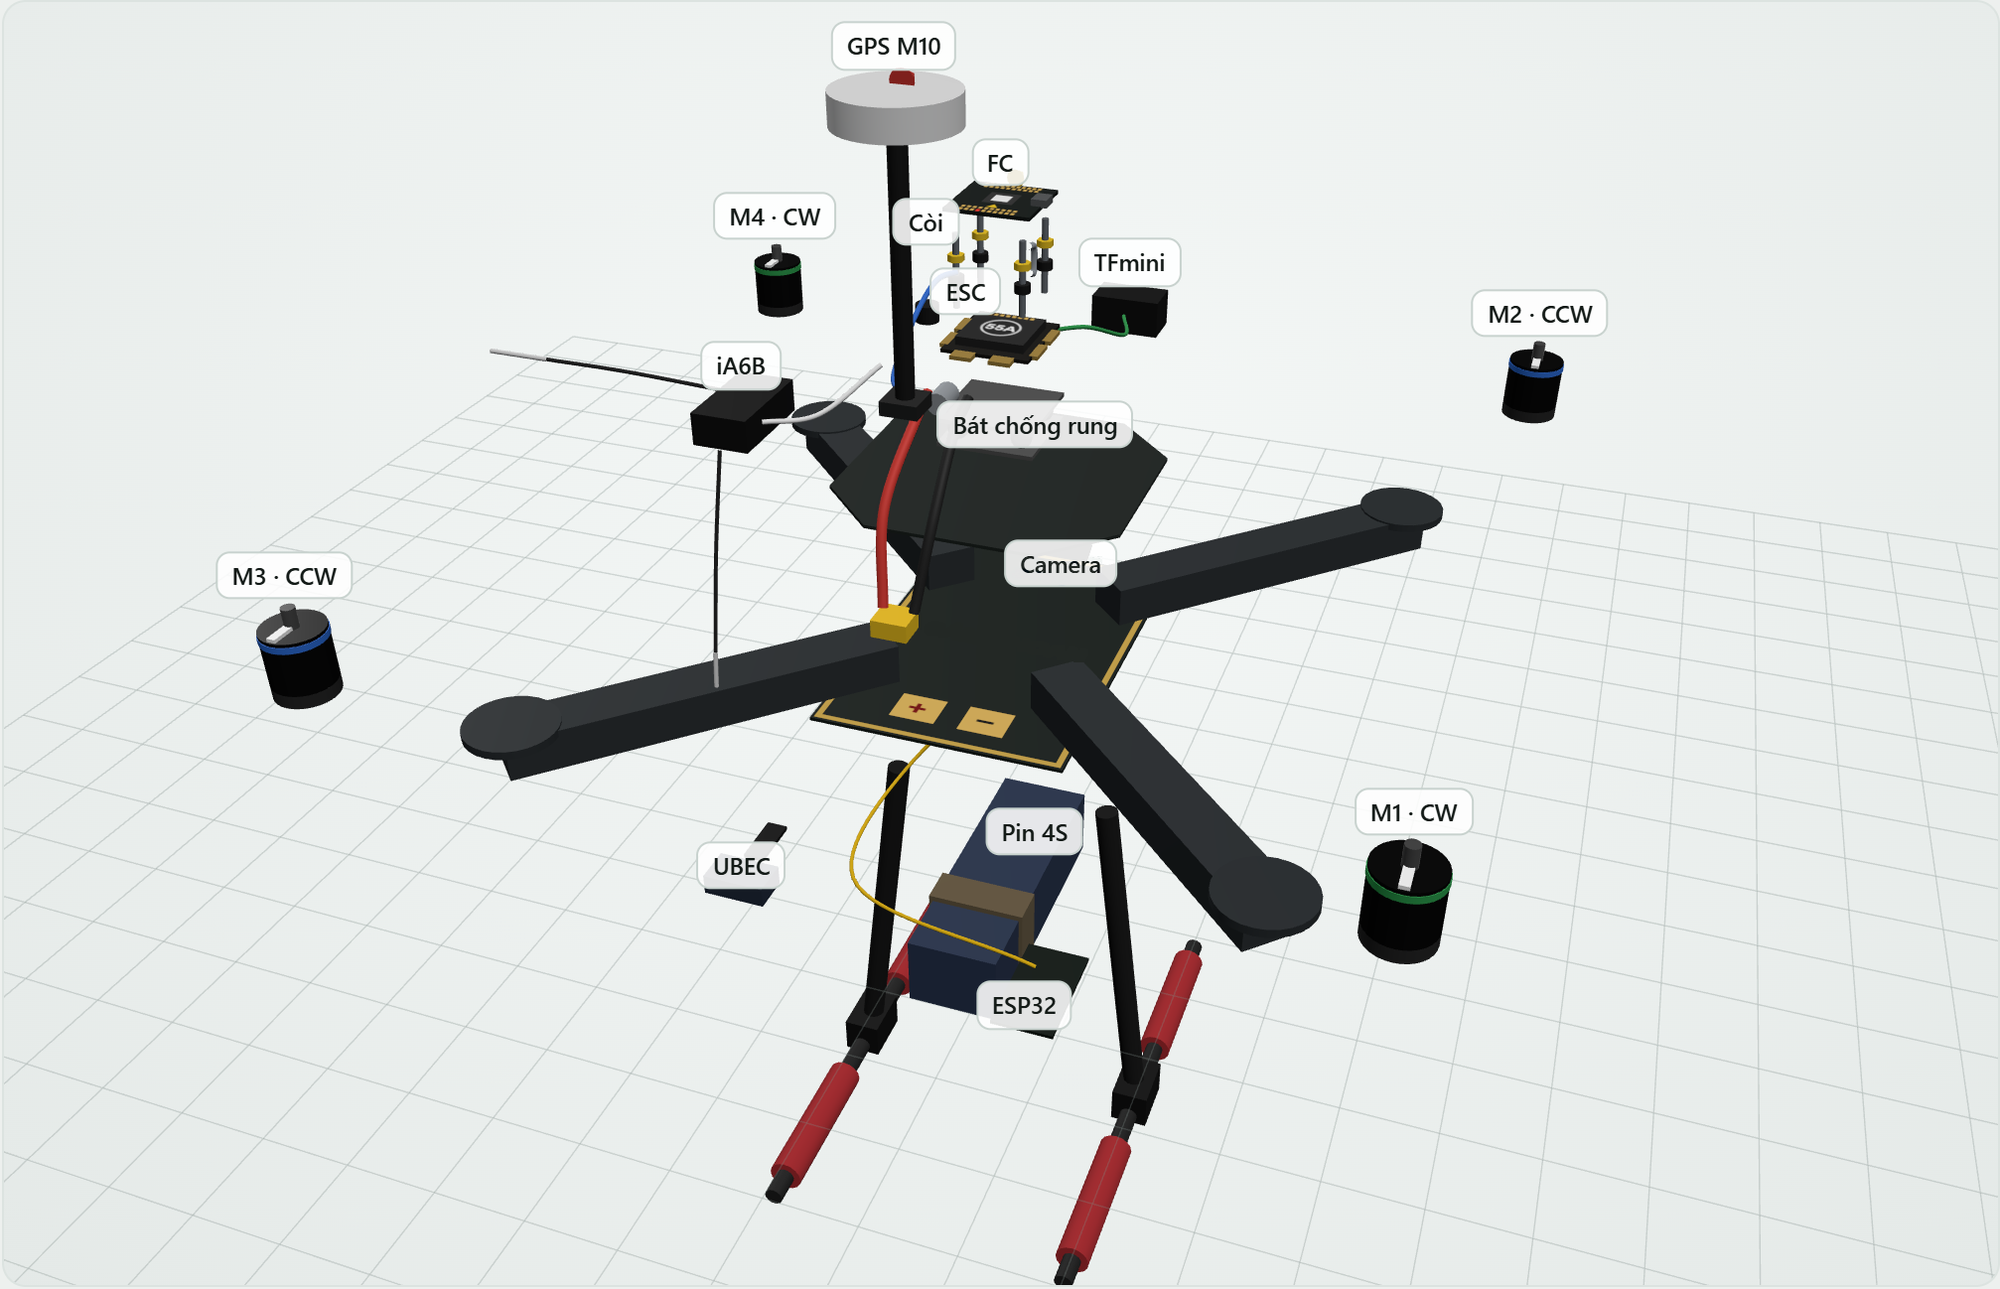 GPS M10
FC
M4 · CW
Còi
TFmini
ESC
M2 · CCW
55A
iA6B
Bát chống rung
Camera
M3 · CCW
+
−
M1 · CW
Pin 4S
UBEC
ESP32